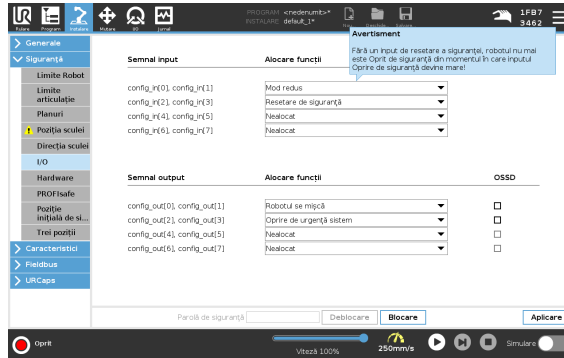 PROGRAM <nedenumit>*
INSTALARE default_1*
Rulare
Program
Instalare
Mutare
I/O
Jurnal
1FB7
3462
Avertisment
Fără un input de resetare a siguranței, robotul nu mai
este Oprit de siguranță din momentul în care inputul
Oprire de siguranță devine mare!
Generale
Siguranță
Limite Robot
Limite
articulație
Planuri
Poziția sculei
Direcția sculei
I/O
Hardware
PROFIsafe
Poziție
inițială de si...
Trei poziții
Caracteristici
Fieldbus
URCaps
Semnal input
Alocare funcții
config_in[0], config_in[1]
Mod redus
config_in[2], config_in[3]
Resetare de siguranță
config_in[4], config_in[5]
Nealocat
config_in[6], config_in[7]
Nealocat
Semnal output
Alocare funcții
OSSD
config_out[0], config_out[1]
Robotul se mișcă
config_out[2], config_out[3]
Oprire de urgență sistem
config_out[4], config_out[5]
Nealocat
config_out[6], config_out[7]
Nealocat
Parolă de siguranță
Deblocare
Blocare
Aplicare
Oprit
Viteză 100%
250mm/s
Simulare